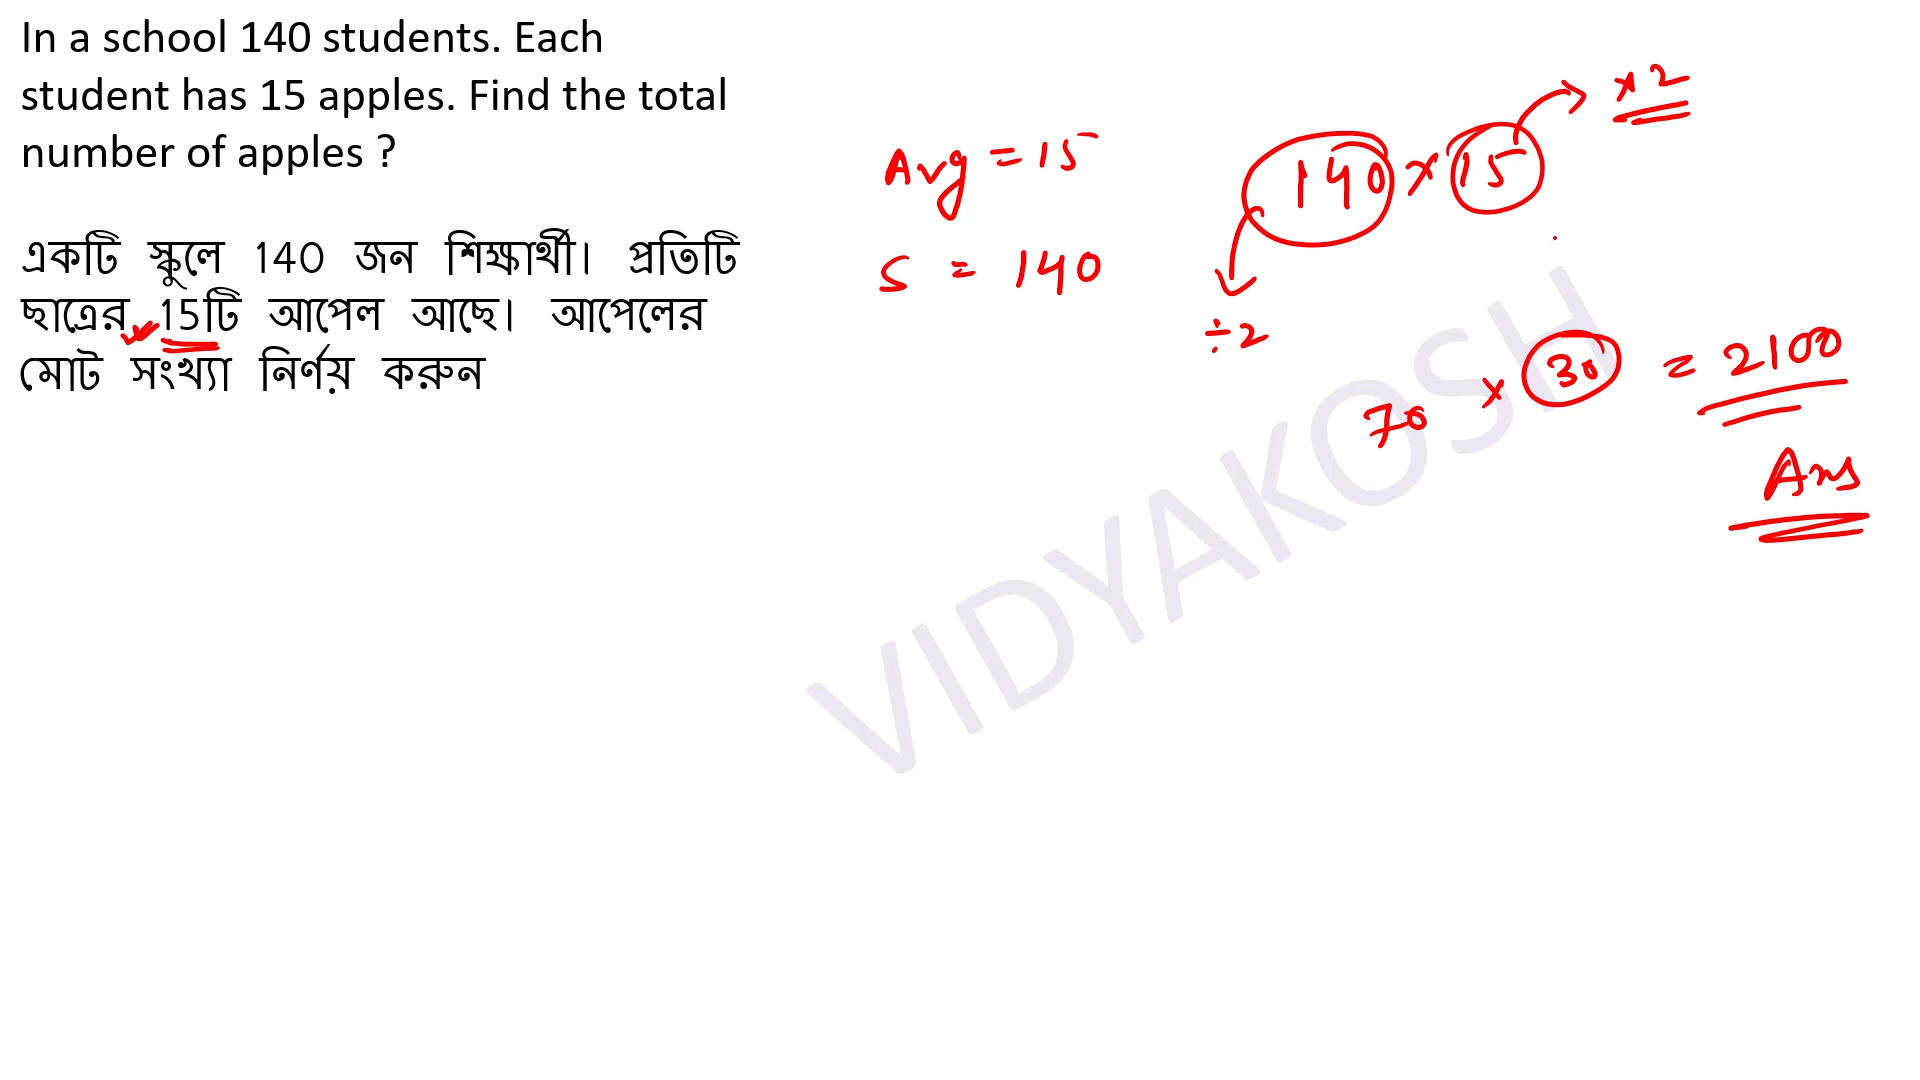 In a school 140 students. Each
student has 15 apples. Find the total
number of apples ?
একটি স্কুলে 140 জন শিক্ষার্থী। প্রতিটি
ছাত্রের 15টি আপেল আছে। আপেলের
মোট সংখ্যা নির্ণয় করুন
Avg = 15
S = 140
140 × 15
× 2
÷2
70 × 30 = 2100
Ans
VIDYAKOSH